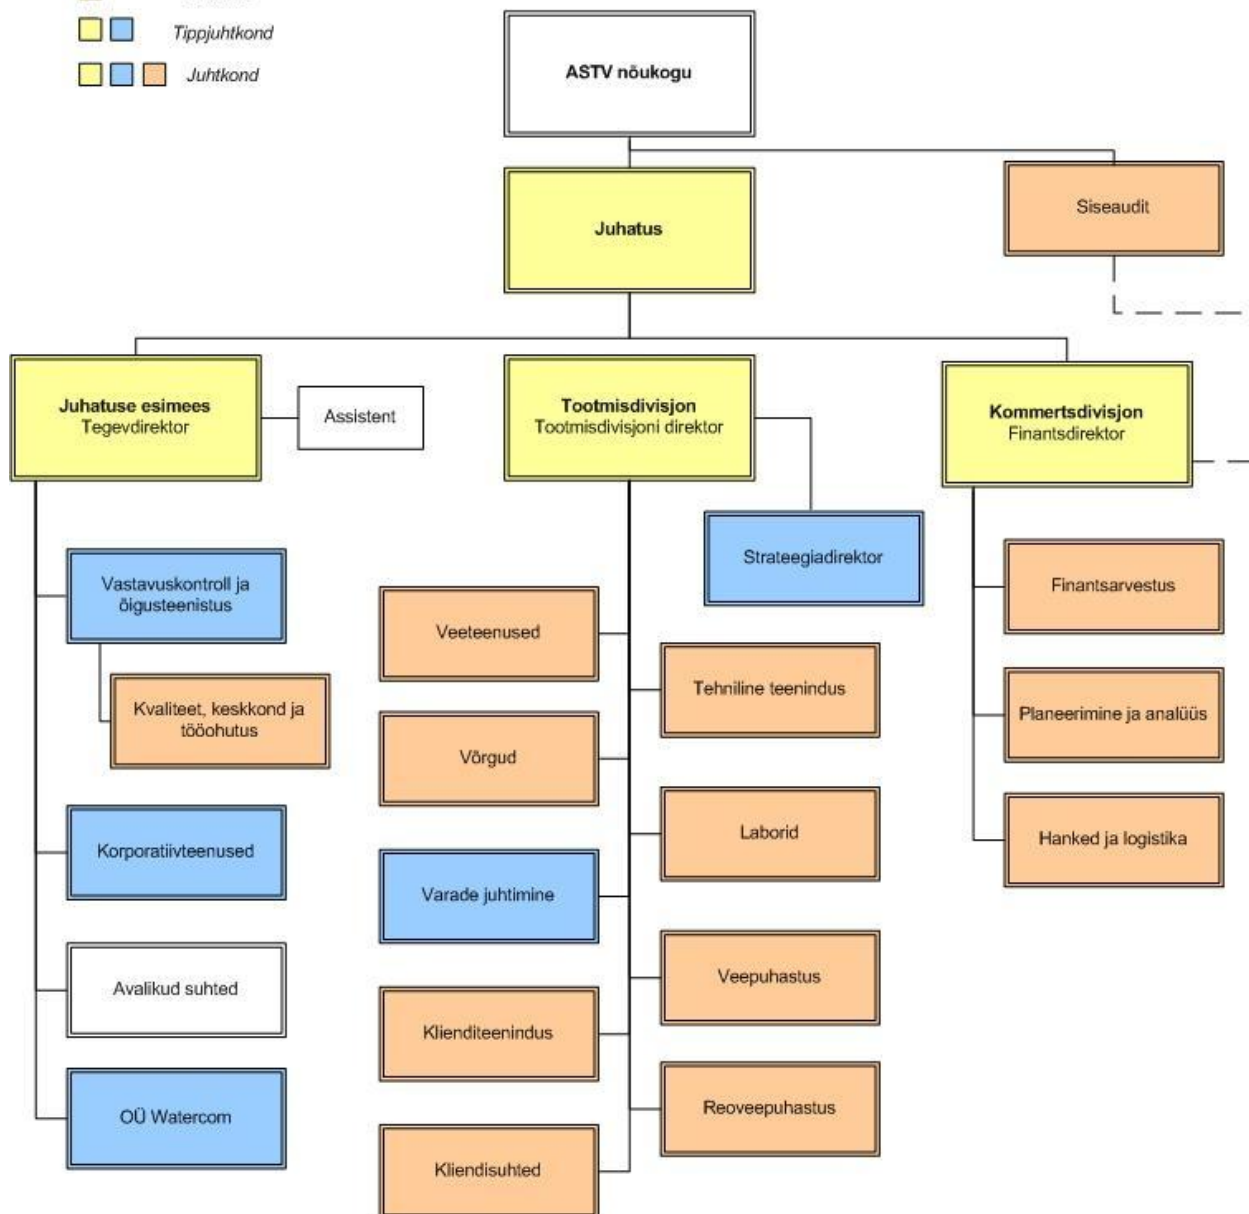 Tippjuhtkond
Juhtkond
ASTV nõukogu
Siseaudit
Juhatus
Juhatuse esimees
Tegevdirektor
Assistent
Tootmisdivisjon
Tootmisdivisjoni direktor
Kommertsdivisjon
Finantsdirektor
Strateegiadirektor
Vastavuskontroll ja
õigusteenistus
Kvaliteet, keskkond ja
tööohutus
Korporatiivteenused
Avalikud suhted
OÜ Watercom
Veeteenused
Võrgud
Varade juhtimine
Klienditeenindus
Kliendisuhted
Tehniline teenindus
Laborid
Veepuhastus
Reoveepuhastus
Finantsarvestus
Planeerimine ja analüüs
Hanked ja logistika